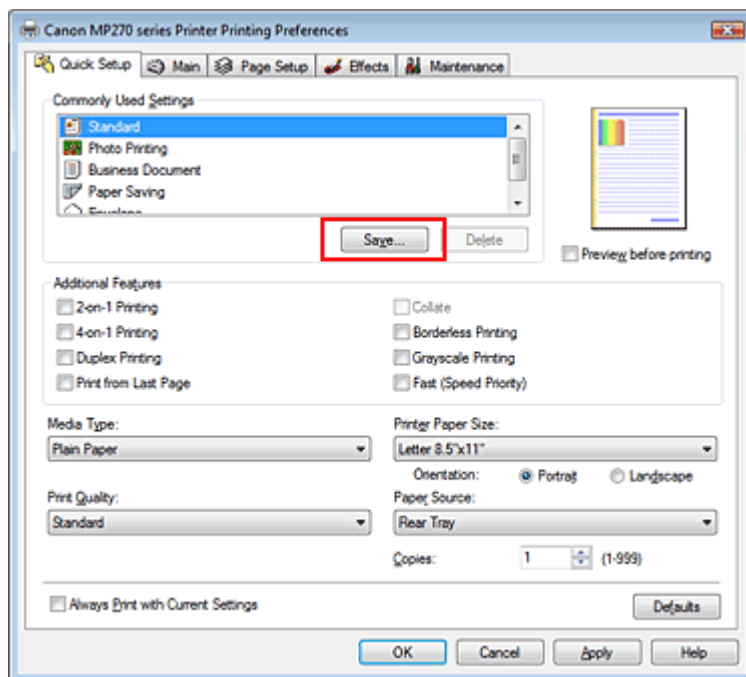 Canon MP270 series Printer Printing Preferences
Quick Setup Main Page Setup Effects Maintenance
Commonly Used Settings
Standard
Photo Printing
Business Document
Paper Saving
Envelope
Save... Delete
Preview before printing
Additional Features
2-on-1 Printing Collate
4-on-1 Printing Borderless Printing
Duplex Printing Grayscale Printing
Print from Last Page Fast (Speed Priority)
Media Type: Printer Paper Size:
Plain Paper Letter 8.5"x11"
Orientation: Portrait Landscape
Print Quality: Paper Source:
Standard Rear Tray
Copies: 1 (1-999)
Always Print with Current Settings Defaults
OK Cancel Apply Help